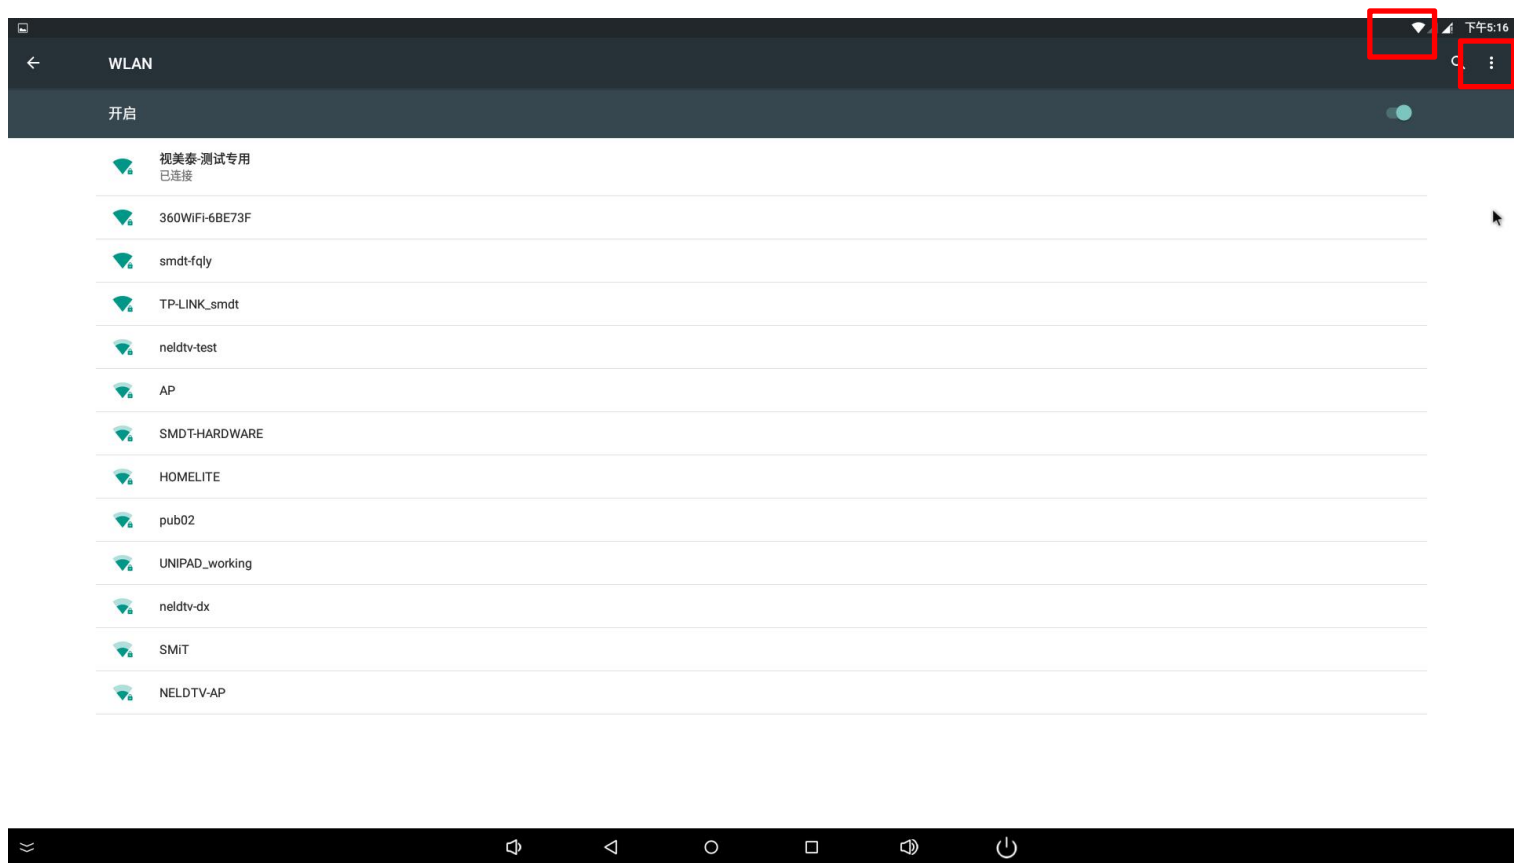 下午5:16
WLAN
开启
视美泰-测试专用
已连接
360WiFi-6BE73F
smdt-fqly
TP-LINK_smdt
neldtv-test
AP
SMDT-HARDWARE
HOMELITE
pub02
UNIPAD_working
neldtv-dx
SMiT
NELDTV-AP